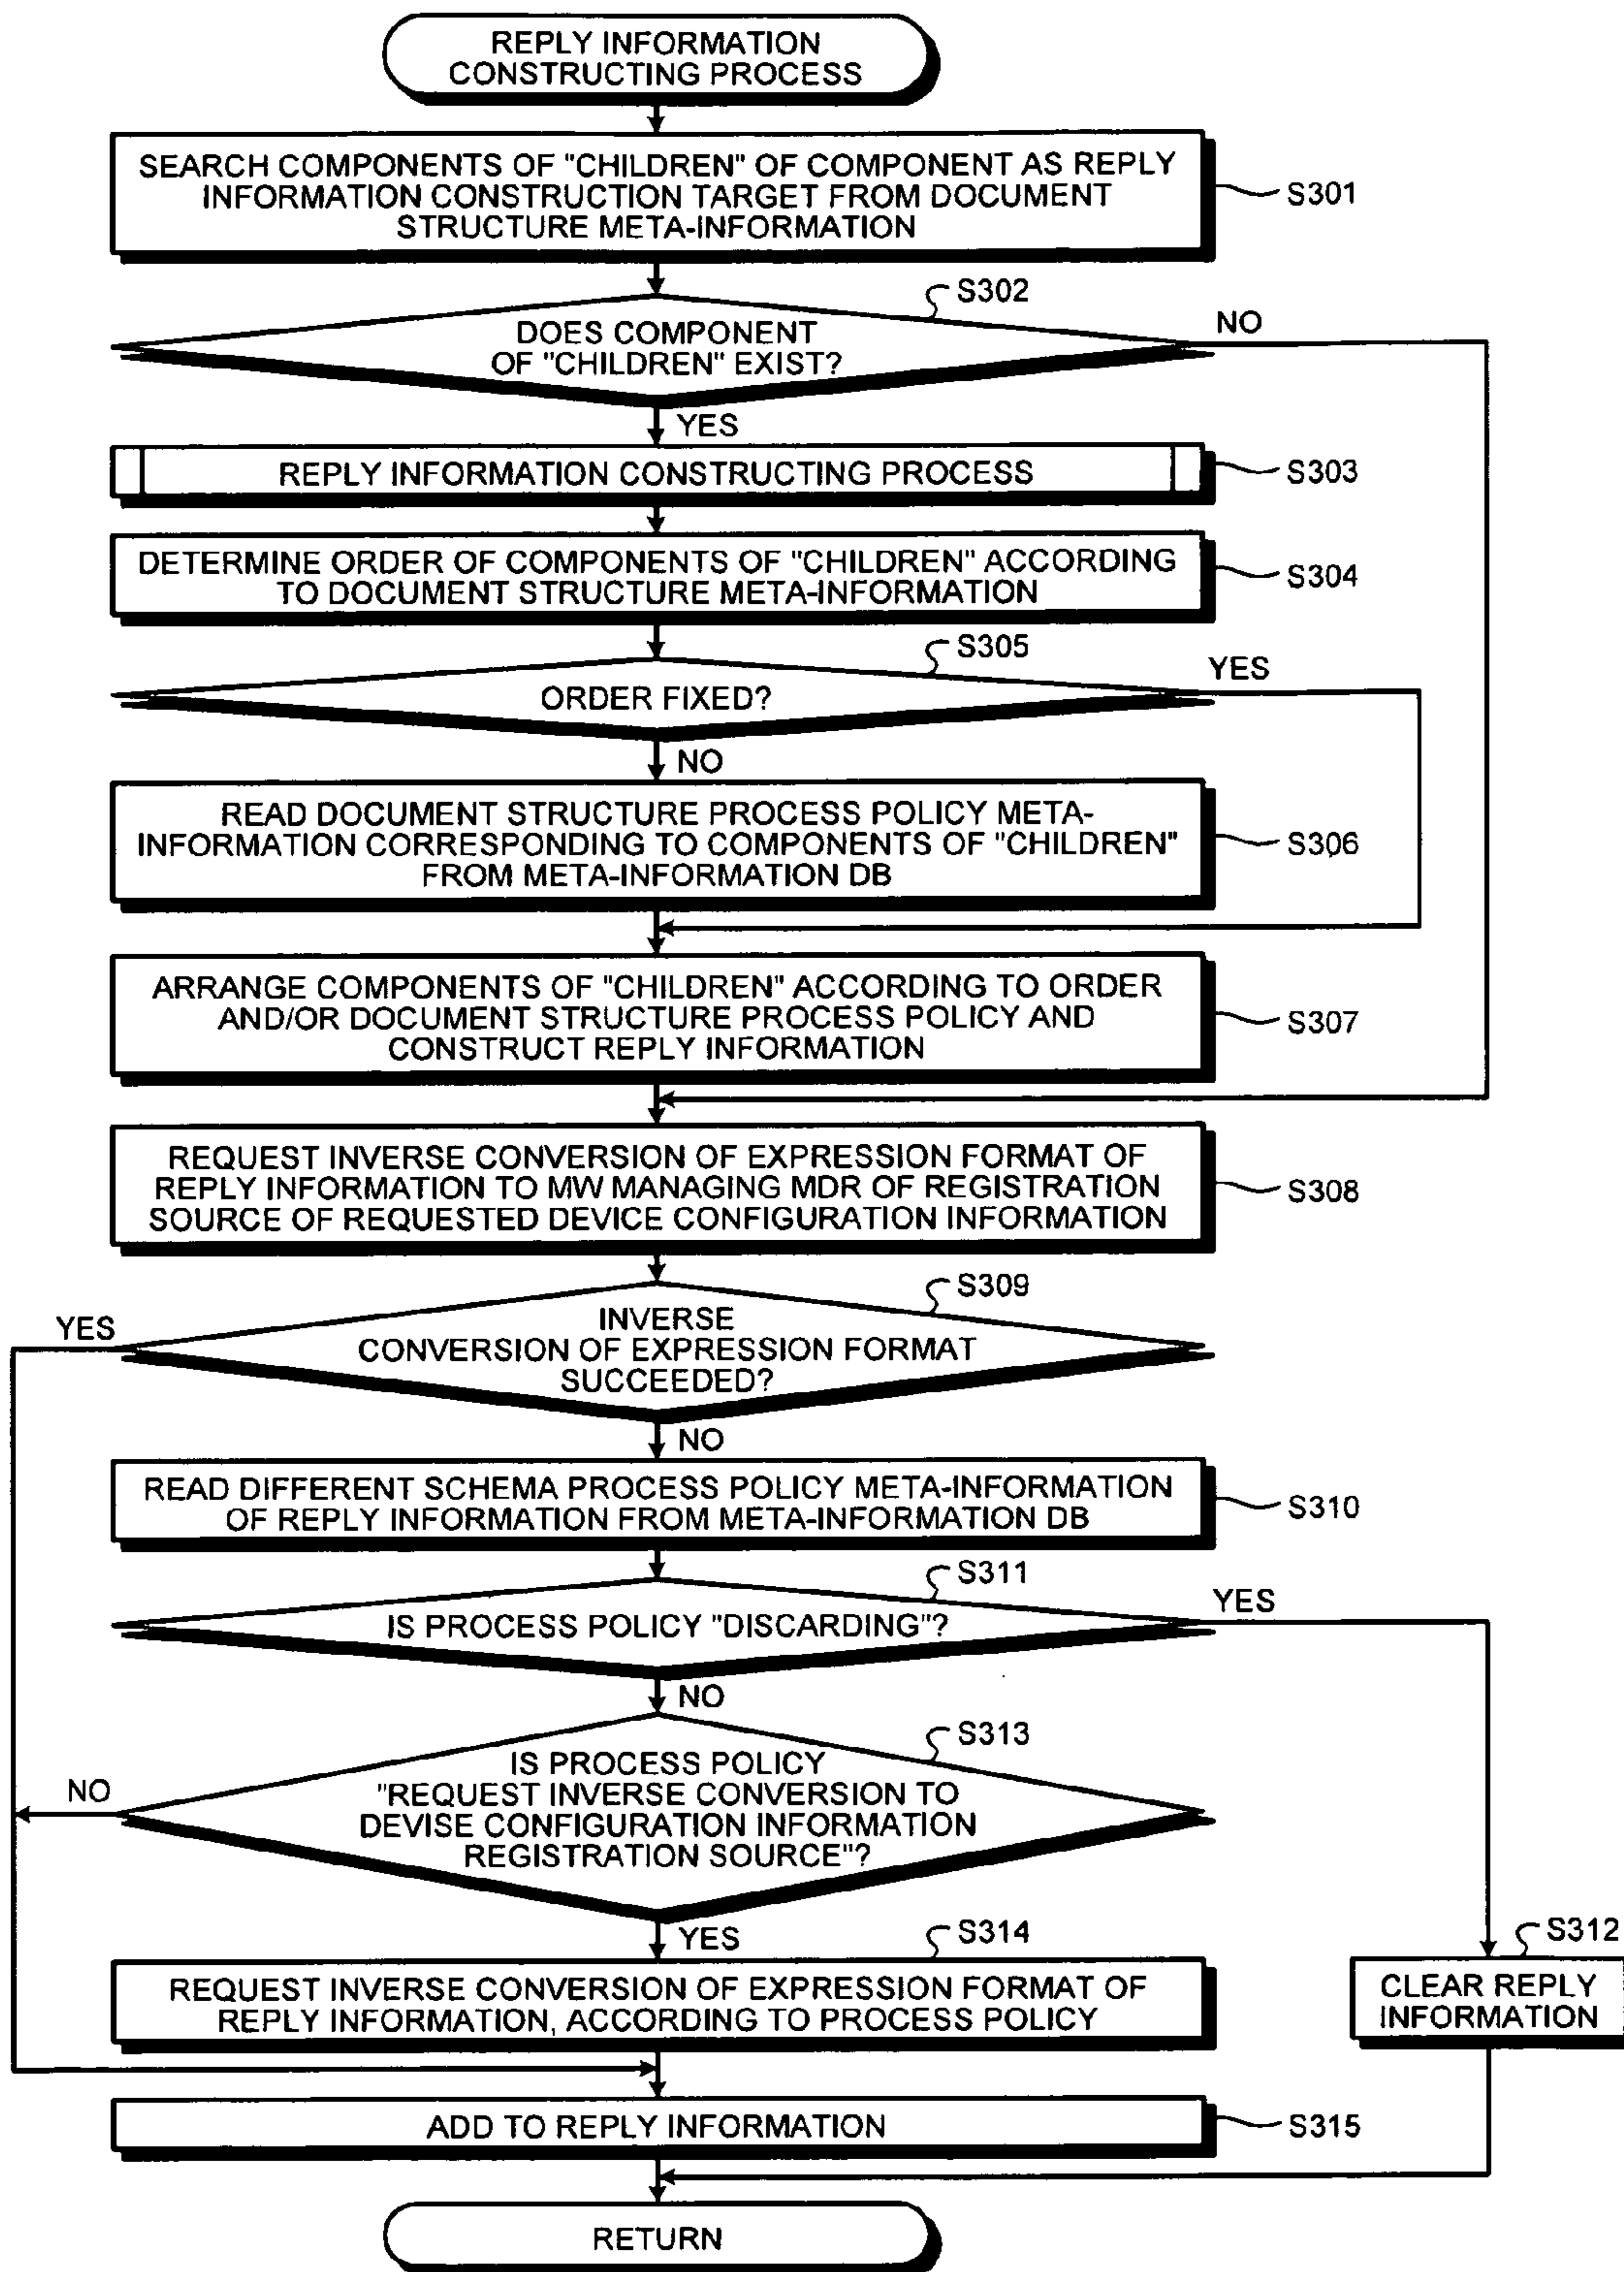 REPLY INFORMATION
CONSTRUCTING PROCESS
SEARCH COMPONENTS OF "CHILDREN" OF COMPONENT AS REPLY
INFORMATION CONSTRUCTION TARGET FROM DOCUMENT
STRUCTURE META-INFORMATION
S301
S302
DOES COMPONENT
OF "CHILDREN" EXIST?
NO
YES
REPLY INFORMATION CONSTRUCTING PROCESS
S303
DETERMINE ORDER OF COMPONENTS OF "CHILDREN" ACCORDING
TO DOCUMENT STRUCTURE META-INFORMATION
S304
S305
ORDER FIXED?
YES
NO
READ DOCUMENT STRUCTURE PROCESS POLICY META-
INFORMATION CORRESPONDING TO COMPONENTS OF "CHILDREN"
FROM META-INFORMATION DB
S306
ARRANGE COMPONENTS OF "CHILDREN" ACCORDING TO ORDER
AND/OR DOCUMENT STRUCTURE PROCESS POLICY AND
CONSTRUCT REPLY INFORMATION
S307
REQUEST INVERSE CONVERSION OF EXPRESSION FORMAT OF
REPLY INFORMATION TO MW MANAGING MDR OF REGISTRATION
SOURCE OF REQUESTED DEVICE CONFIGURATION INFORMATION
S308
S309
YES
INVERSE
CONVERSION OF EXPRESSION FORMAT
SUCCEEDED?
NO
READ DIFFERENT SCHEMA PROCESS POLICY META-INFORMATION
OF REPLY INFORMATION FROM META-INFORMATION DB
S310
S311
IS PROCESS POLICY "DISCARDING"?
YES
NO
S313
IS PROCESS POLICY
"REQUEST INVERSE CONVERSION TO
DEVISE CONFIGURATION INFORMATION
REGISTRATION SOURCE"?
NO
YES
S314
REQUEST INVERSE CONVERSION OF EXPRESSION FORMAT OF
REPLY INFORMATION, ACCORDING TO PROCESS POLICY
S312
CLEAR REPLY
INFORMATION
ADD TO REPLY INFORMATION
S315
RETURN